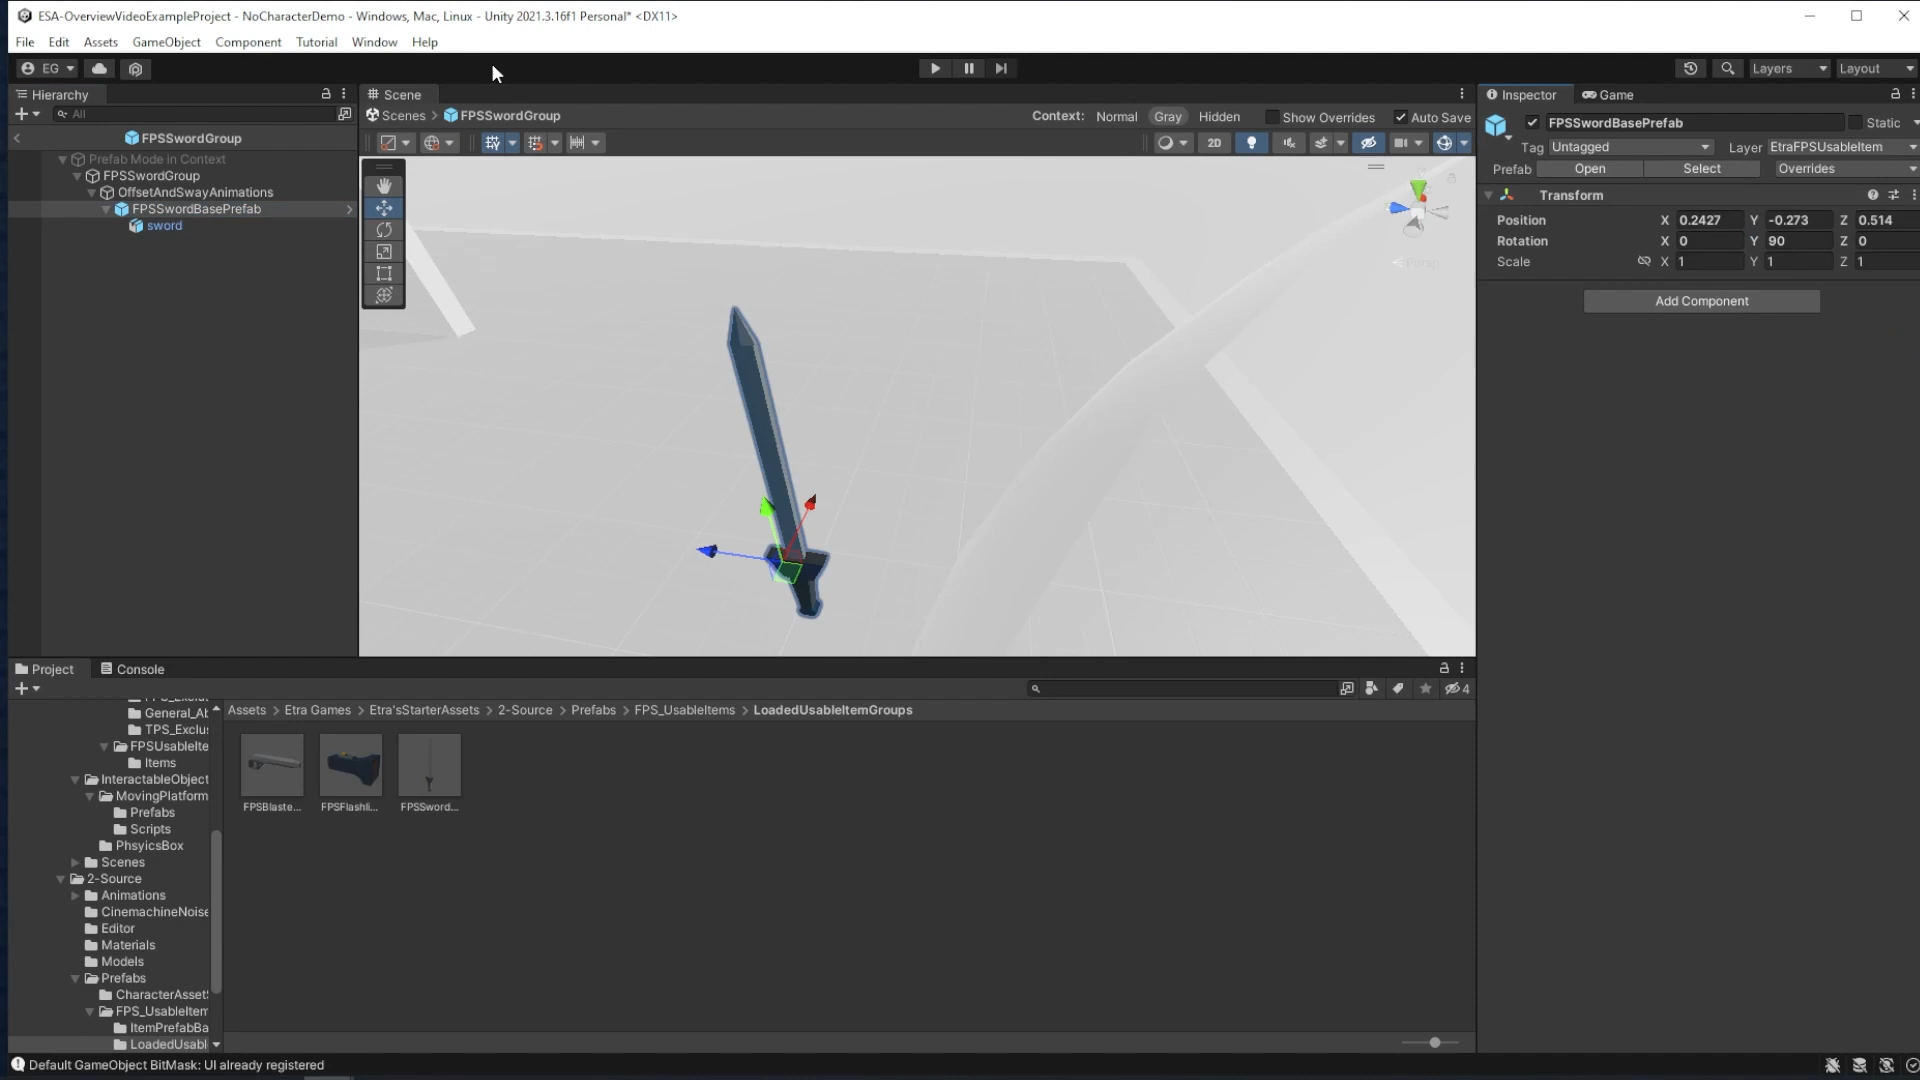 ESA-OverviewVideoExampleProject - NoCharacterDemo - Windows, Mac, Linux - Unity 2021.3.16f1 Personal* <DX11>
File Edit Assets GameObject Component Tutorial Window Help
EG
Layers
Layout
Hierarchy
All
FPSSwordGroup
Prefab Mode in Context
FPSSwordGroup
OffsetAndSwayAnimations
FPSSwordBasePrefab
sword
Scene
Scenes > FPSSwordGroup
Context: Normal Gray Hidden Show Overrides Auto Save
2D
Persp
Inspector Game
FPSSwordBasePrefab Static
Tag Untagged Layer EtraFPSUsableItem
Prefab Open Select Overrides
Transform
Position X 0.2427 Y -0.273 Z 0.514
Rotation X 0 Y 90 Z 0
Scale X 1 Y 1 Z 1
Add Component
Project Console
4
General_Ab
TPS_Exclus
FPSUsableIte
Items
InteractableObject
MovingPlatform
Prefabs
Scripts
PhsyicsBox
Scenes
2-Source
Animations
CinemachineNoise
Editor
Materials
Models
Prefabs
CharacterAssetS
FPS_UsableItem
ItemPrefabBa
LoadedUsabl
Assets > Etra Games > Etra'sStarterAssets > 2-Source > Prefabs > FPS_UsableItems > LoadedUsableItemGroups
FPSBlaste... FPSFlashli... FPSSword...
Default GameObject BitMask: UI already registered